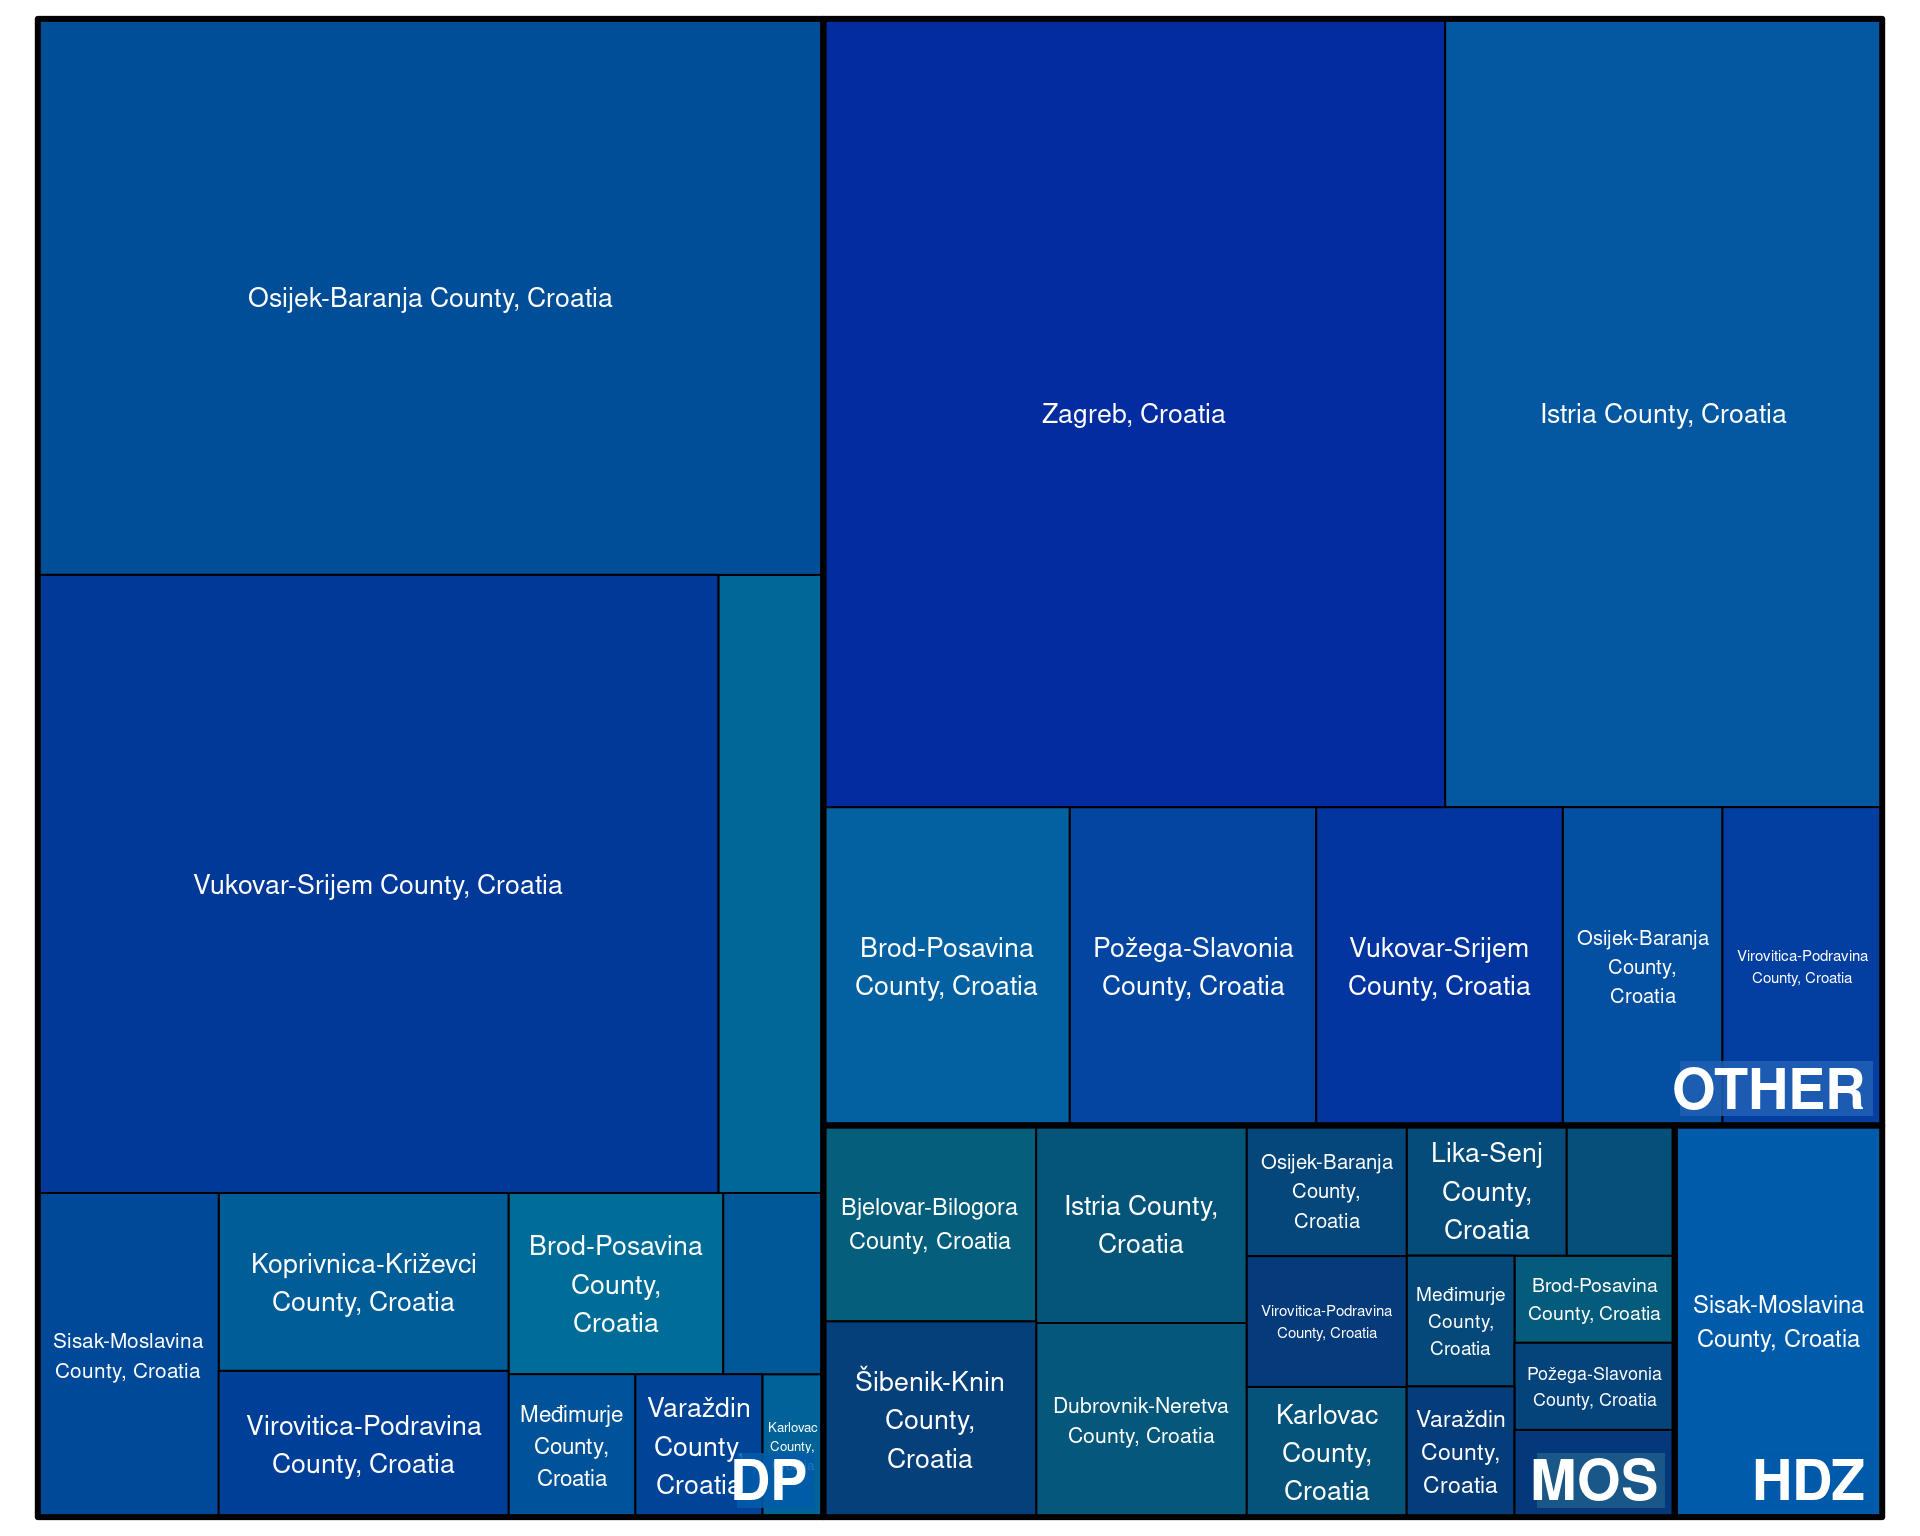 Osijek-Baranja County, Croatia
Vukovar-Srijem County, Croatia
Sisak-Moslavina
County, Croatia
Koprivnica-Križevci
County, Croatia
Virovitica-Podravina
County, Croatia
Brod-Posavina
County,
Croatia
Međimurje
County,
Croatia
Varaždin
County,
Croatia
Karlovac
County,
DP
Zagreb, Croatia
Istria County, Croatia
Brod-Posavina
County, Croatia
Požega-Slavonia
County, Croatia
Vukovar-Srijem
County, Croatia
Osijek-Baranja
County,
Croatia
Virovitica-Podravina
County, Croatia
OTHER
Bjelovar-Bilogora
County, Croatia
Šibenik-Knin
County,
Croatia
Istria County,
Croatia
Dubrovnik-Neretva
County, Croatia
Osijek-Baranja
County,
Croatia
Virovitica-Podravina
County, Croatia
Karlovac
County,
Croatia
Lika-Senj
County,
Croatia
Međimurje
County,
Croatia
Varaždin
County,
Croatia
Brod-Posavina
County, Croatia
Požega-Slavonia
County, Croatia
MOS
Sisak-Moslavina
County, Croatia
HDZ